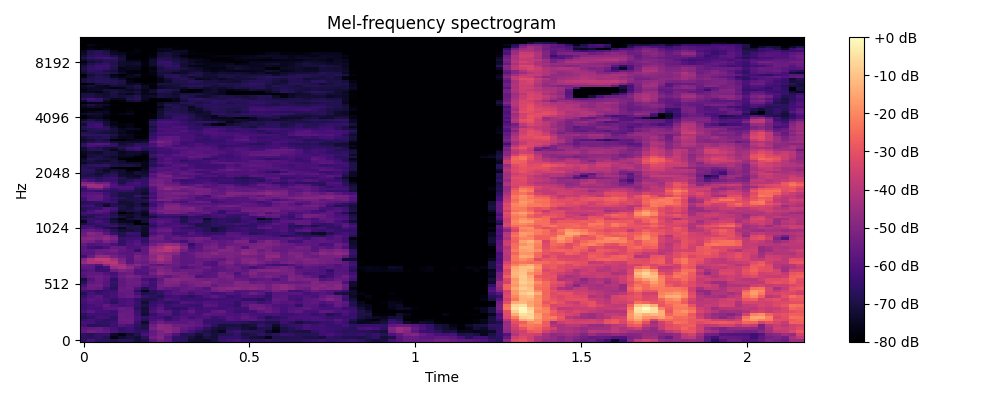 Mel-frequency spectrogram
8192
4096
2048
1024
512
0
Hz
0
0.5
1
1.5
2
Time
+0 dB
-10 dB
-20 dB
-30 dB
-40 dB
-50 dB
-60 dB
-70 dB
-80 dB